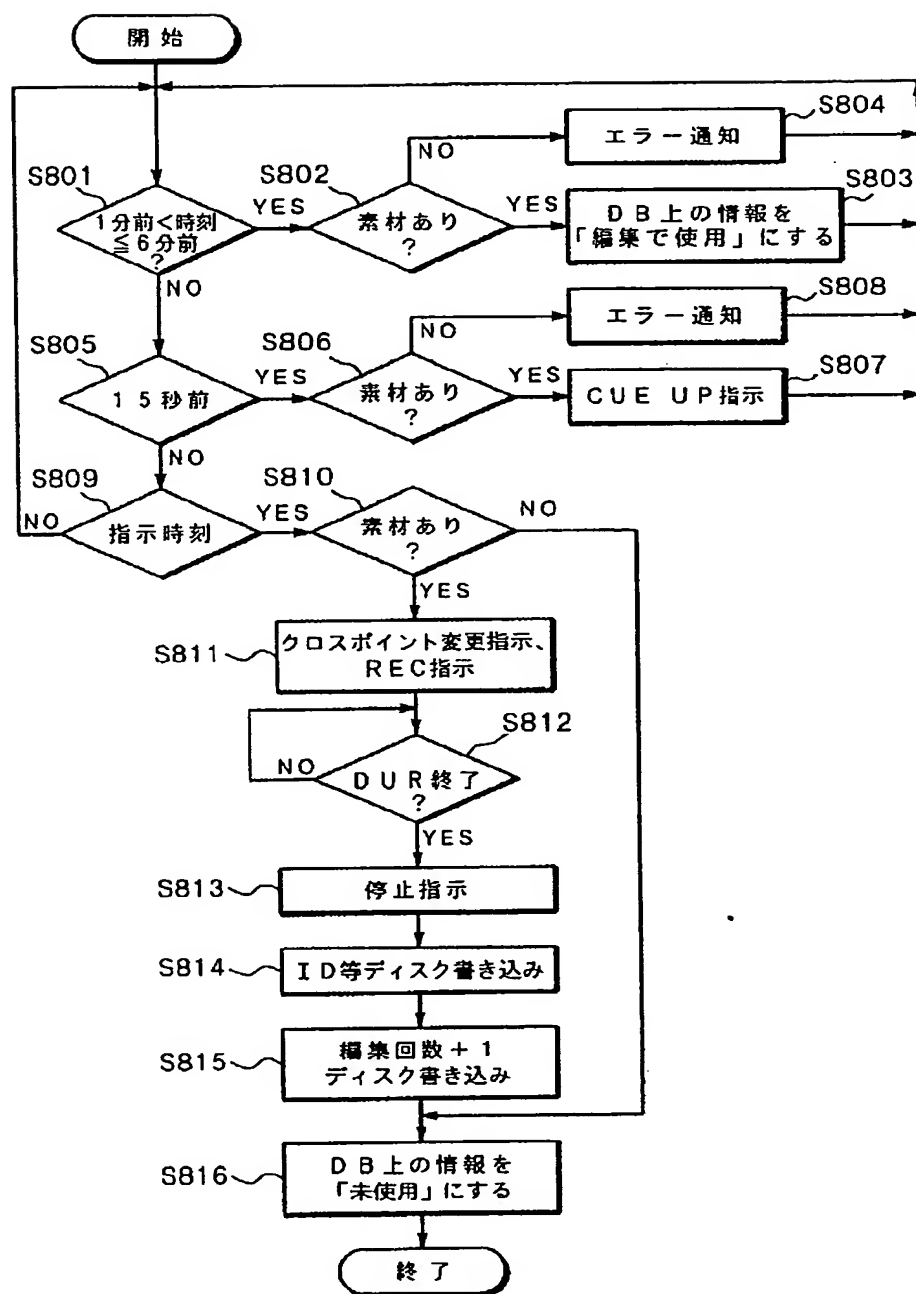 開始
S804
エラー通知
NO
S801
S802
S803
1分前<時刻
≦6分前
?
YES
素材あり
?
YES
DB上の情報を
「編集で使用」にする
NO
S808
NO
エラー通知
S805
S806
S807
15秒前
YES
素材あり
?
YES
CUE UP指示
NO
S809
S810
NO
指示時刻
YES
素材あり
?
NO
YES
S811
クロスポイント変更指示、
REC指示
S812
NO
DUR終了
?
YES
S813
停止指示
S814
ID等ディスク書き込み
S815
編集回数+1
ディスク書き込み
S816
DB上の情報を
「未使用」にする
終了